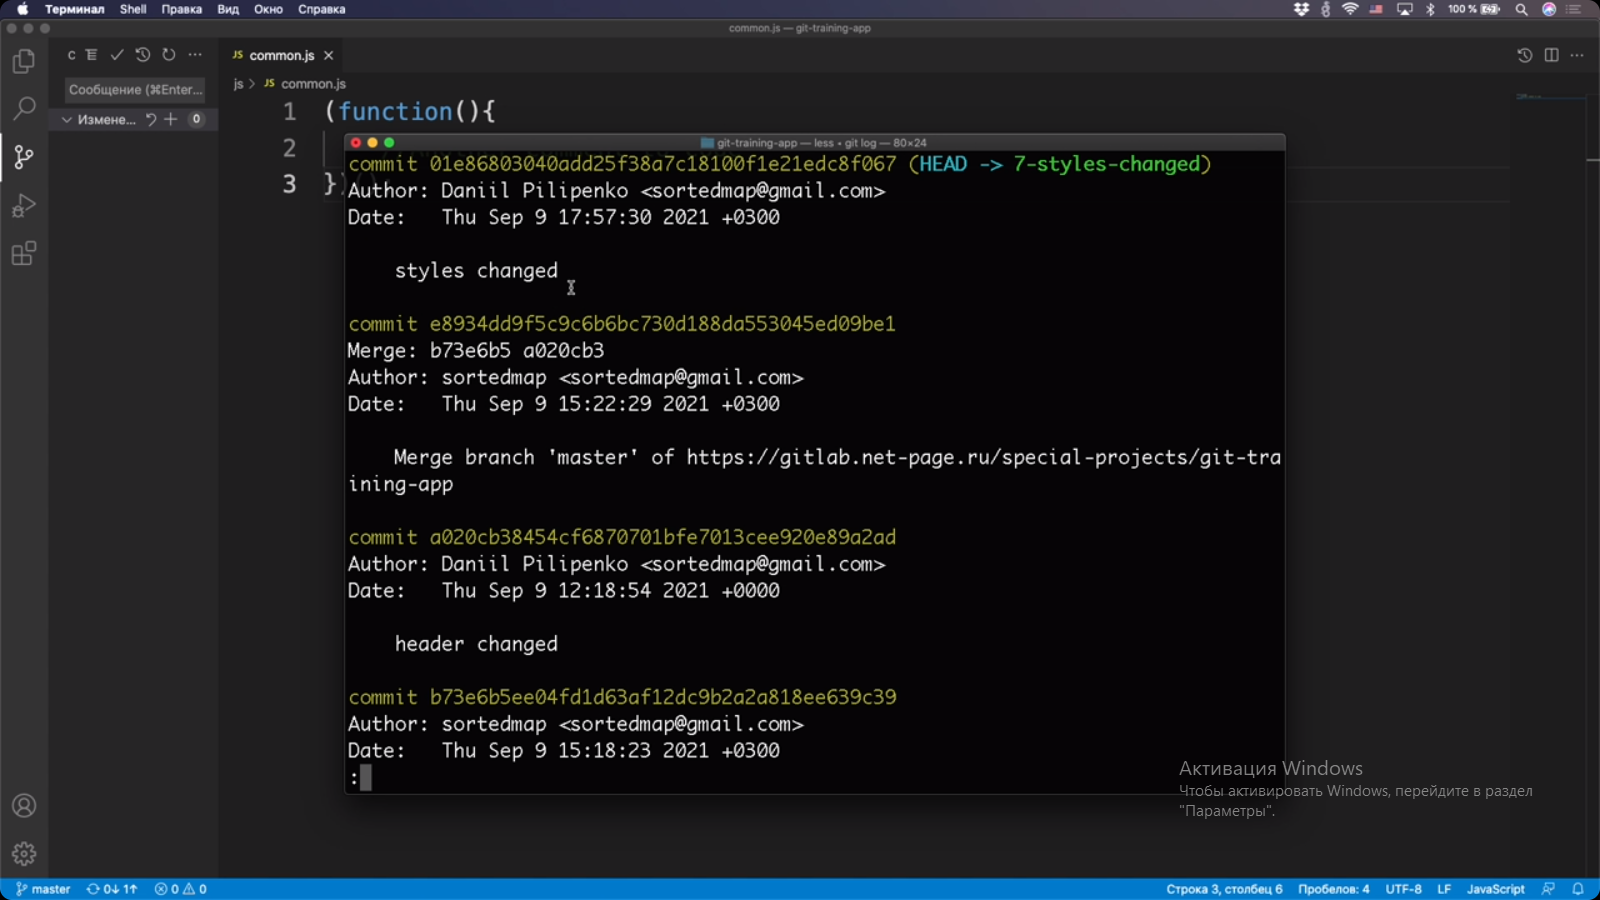 Терминал Shell Правка Вид Окно Справка
100 %
common.js — git-training-app
JS common.js
js > JS common.js
Сообщение (⌘Enter...
Измене... 0
1 (function(){
2
3 })();
git-training-app — less • git log — 80×24
commit 01e86803040add25f38a7c18100f1e21edc8f067 (HEAD -> 7-styles-changed)
Author: Daniil Pilipenko <sortedmap@gmail.com>
Date: Thu Sep 9 17:57:30 2021 +0300
styles changed
commit e8934dd9f5c9c6b6bc730d188da553045ed09be1
Merge: b73e6b5 a020cb3
Author: sortedmap <sortedmap@gmail.com>
Date: Thu Sep 9 15:22:29 2021 +0300
Merge branch 'master' of https://gitlab.net-page.ru/special-projects/git-tra
ining-app
commit a020cb38454cf6870701bfe7013cee920e89a2ad
Author: Daniil Pilipenko <sortedmap@gmail.com>
Date: Thu Sep 9 12:18:54 2021 +0000
header changed
commit b73e6b5ee04fd1d63af12dc9b2a2a818ee639c39
Author: sortedmap <sortedmap@gmail.com>
Date: Thu Sep 9 15:18:23 2021 +0300
:
Активация Windows
Чтобы активировать Windows, перейдите в раздел
"Параметры".
master 0↓ 1↑ 0 0
Строка 3, столбец 6 Пробелов: 4 UTF-8 LF JavaScript